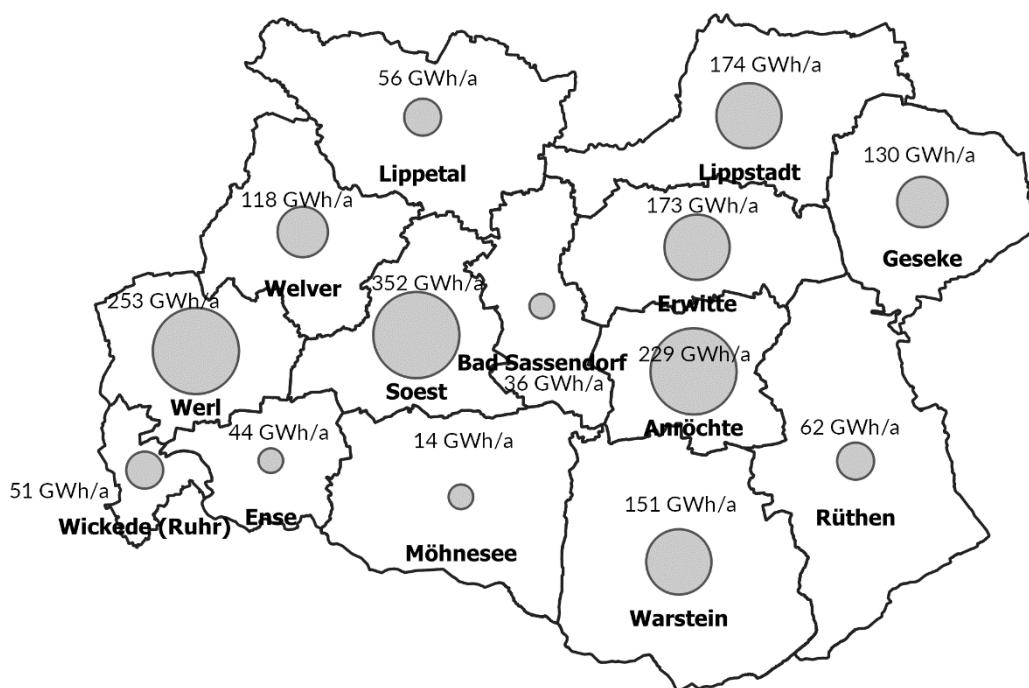 56 GWh/a
Lippetal
174 GWh/a
Lippstadt
130 GWh/a
Geseke
118 GWh/a
Welver
173 GWh/a
Erwitte
253 GWh/a
Werl
352 GWh/a
Soest
Bad Sassendorf
36 GWh/a
229 GWh/a
Anröchte
51 GWh/a
Wickede (Ruhr)
44 GWh/a
Ense
14 GWh/a
Möhnesee
151 GWh/a
Warstein
62 GWh/a
Rüthen